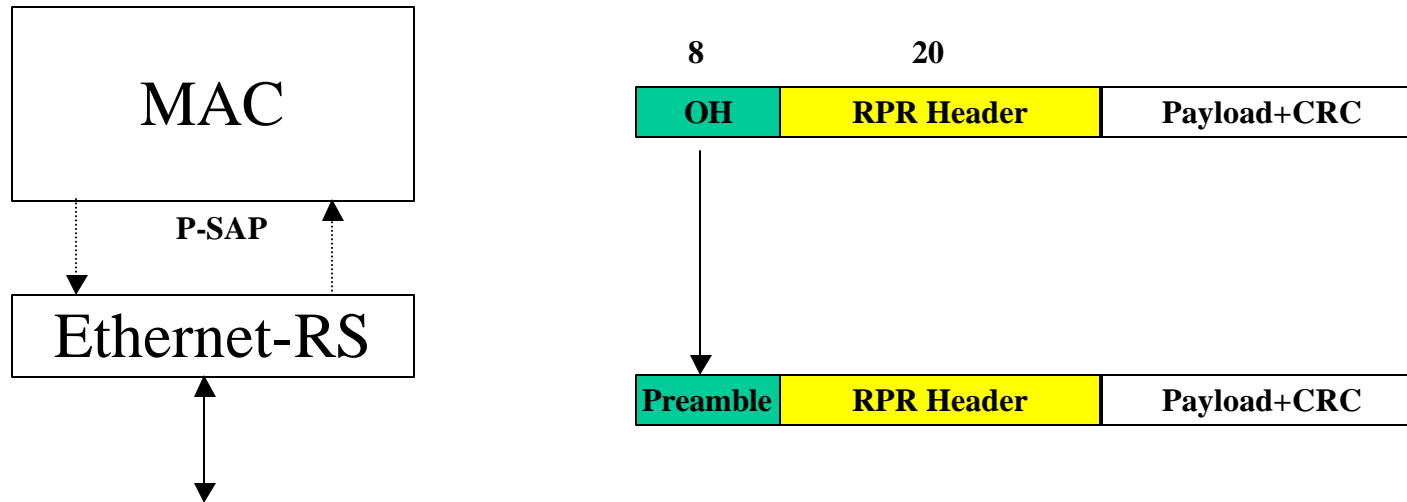 MAC
P-SAP
Ethernet-RS
8 20
OH RPR Header Payload+CRC
Preamble RPR Header Payload+CRC